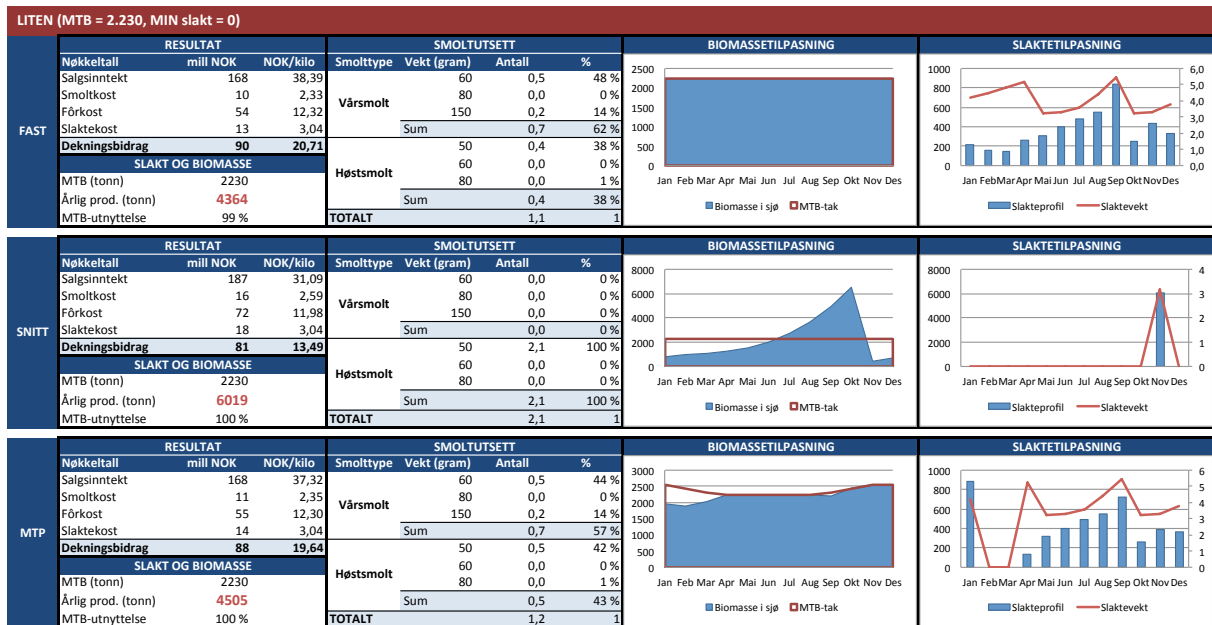 LITEN (MTB = 2.230, MIN slakt = 0)
FAST
RESULTAT
Nøkkeltall mill NOK NOK/kilo
Salgsinntekt 168 38,39
Smoltkost 10 2,33
Fôrkost 54 12,32
Slaktekost 13 3,04
Dekningsbidrag 90 20,71
SLAKT OG BIOMASSE
MTB (tonn) 2230
Årlig prod. (tonn) 4364
MTB-utnyttelse 99 %
SMOLTUTSETT
Smolttype Vekt (gram) Antall %
Vårsmolt
60 0,5 48 %
80 0,0 0 %
150 0,2 14 %
Sum 0,7 62 %
Høstsmolt
50 0,4 38 %
60 0,0 0 %
80 0,0 1 %
Sum 0,4 38 %
TOTALT 1,1 1
BIOMASSETILPASNING
2500
2000
1500
1000
500
0
Jan Feb Mar Apr Mai Jun Jul Aug Sep Okt Nov Des
Biomasse i sjø MTB-tak
SLAKTETILPASNING
1000
800
600
400
200
0
6,0
5,0
4,0
3,0
2,0
1,0
0,0
Jan Feb Mar Apr Mai Jun Jul Aug Sep Okt Nov Des
Slakteprofil Slaktevekt
SNITT
RESULTAT
Nøkkeltall mill NOK NOK/kilo
Salgsinntekt 187 31,09
Smoltkost 16 2,59
Fôrkost 72 11,98
Slaktekost 18 3,04
Dekningsbidrag 81 13,49
SLAKT OG BIOMASSE
MTB (tonn) 2230
Årlig prod. (tonn) 6019
MTB-utnyttelse 100 %
SMOLTUTSETT
Smolttype Vekt (gram) Antall %
Vårsmolt
60 0,0 0 %
80 0,0 0 %
150 0,0 0 %
Sum 0,0 0 %
Høstsmolt
50 2,1 100 %
60 0,0 0 %
80 0,0 0 %
Sum 2,1 100 %
TOTALT 2,1 1
BIOMASSETILPASNING
8000
6000
4000
2000
0
Jan Feb Mar Apr Mai Jun Jul Aug Sep Okt Nov Des
Biomasse i sjø MTB-tak
SLAKTETILPASNING
8000
6000
4000
2000
0
4
3
2
1
0
Jan Feb Mar Apr Mai Jun Jul Aug Sep Okt Nov Des
Slakteprofil Slaktevekt
MTP
RESULTAT
Nøkkeltall mill NOK NOK/kilo
Salgsinntekt 168 37,32
Smoltkost 11 2,35
Fôrkost 55 12,30
Slaktekost 14 3,04
Dekningsbidrag 88 19,64
SLAKT OG BIOMASSE
MTB (tonn) 2230
Årlig prod. (tonn) 4505
MTB-utnyttelse 100 %
SMOLTUTSETT
Smolttype Vekt (gram) Antall %
Vårsmolt
60 0,5 44 %
80 0,0 0 %
150 0,2 14 %
Sum 0,7 57 %
Høstsmolt
50 0,5 42 %
60 0,0 0 %
80 0,0 1 %
Sum 0,5 43 %
TOTALT 1,2 1
BIOMASSETILPASNING
3000
2500
2000
1500
1000
500
0
Jan Feb Mar Apr Mai Jun Jul Aug Sep Okt Nov Des
Biomasse i sjø MTB-tak
SLAKTETILPASNING
1000
800
600
400
200
0
6
5
4
3
2
1
0
Jan Feb Mar Apr Mai Jun Jul Aug Sep Okt Nov Des
Slakteprofil Slaktevekt